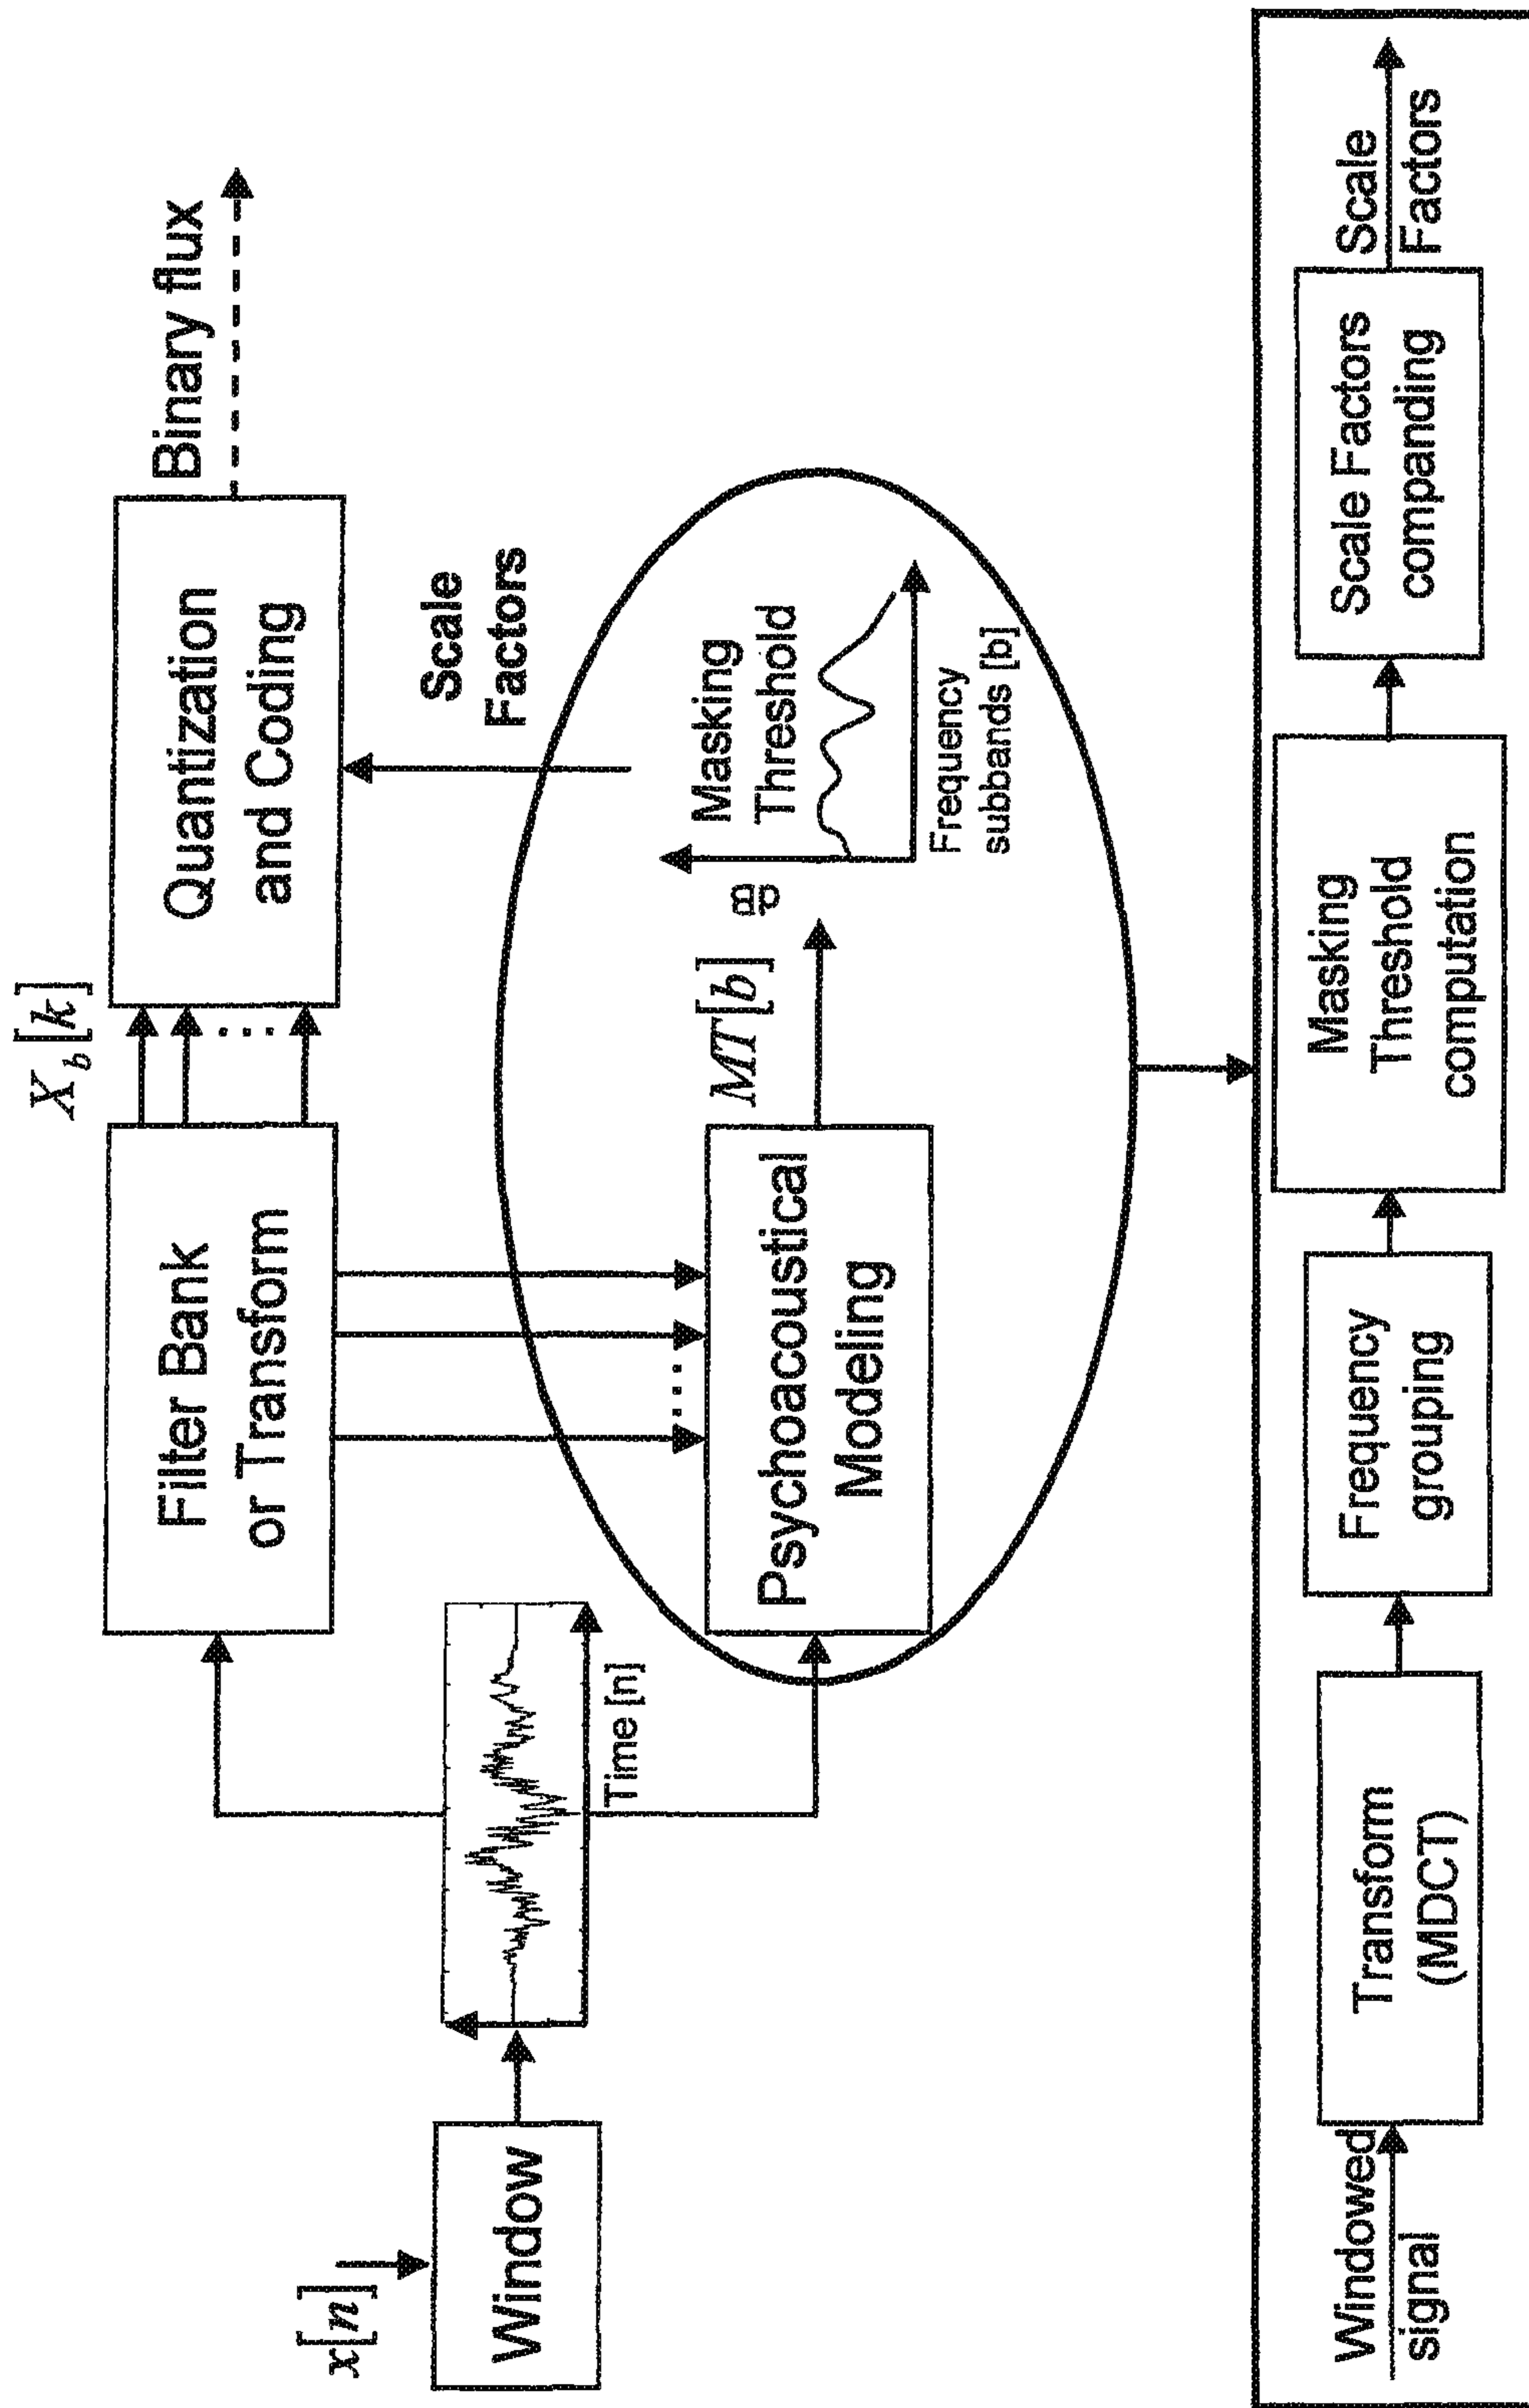 x[n]
Window
Time [n]
Filter Bank
or Transform
X_b[k]
Quantization
and Coding
Binary flux
Scale
Factors
Psychoacoustical
Modeling
MT[b]
dB
Masking
Threshold
Frequency
subbands [b]
Windowed
signal
Transform
(MDCT)
Frequency
grouping
Masking
Threshold
computation
Scale Factors
companding
Scale
Factors